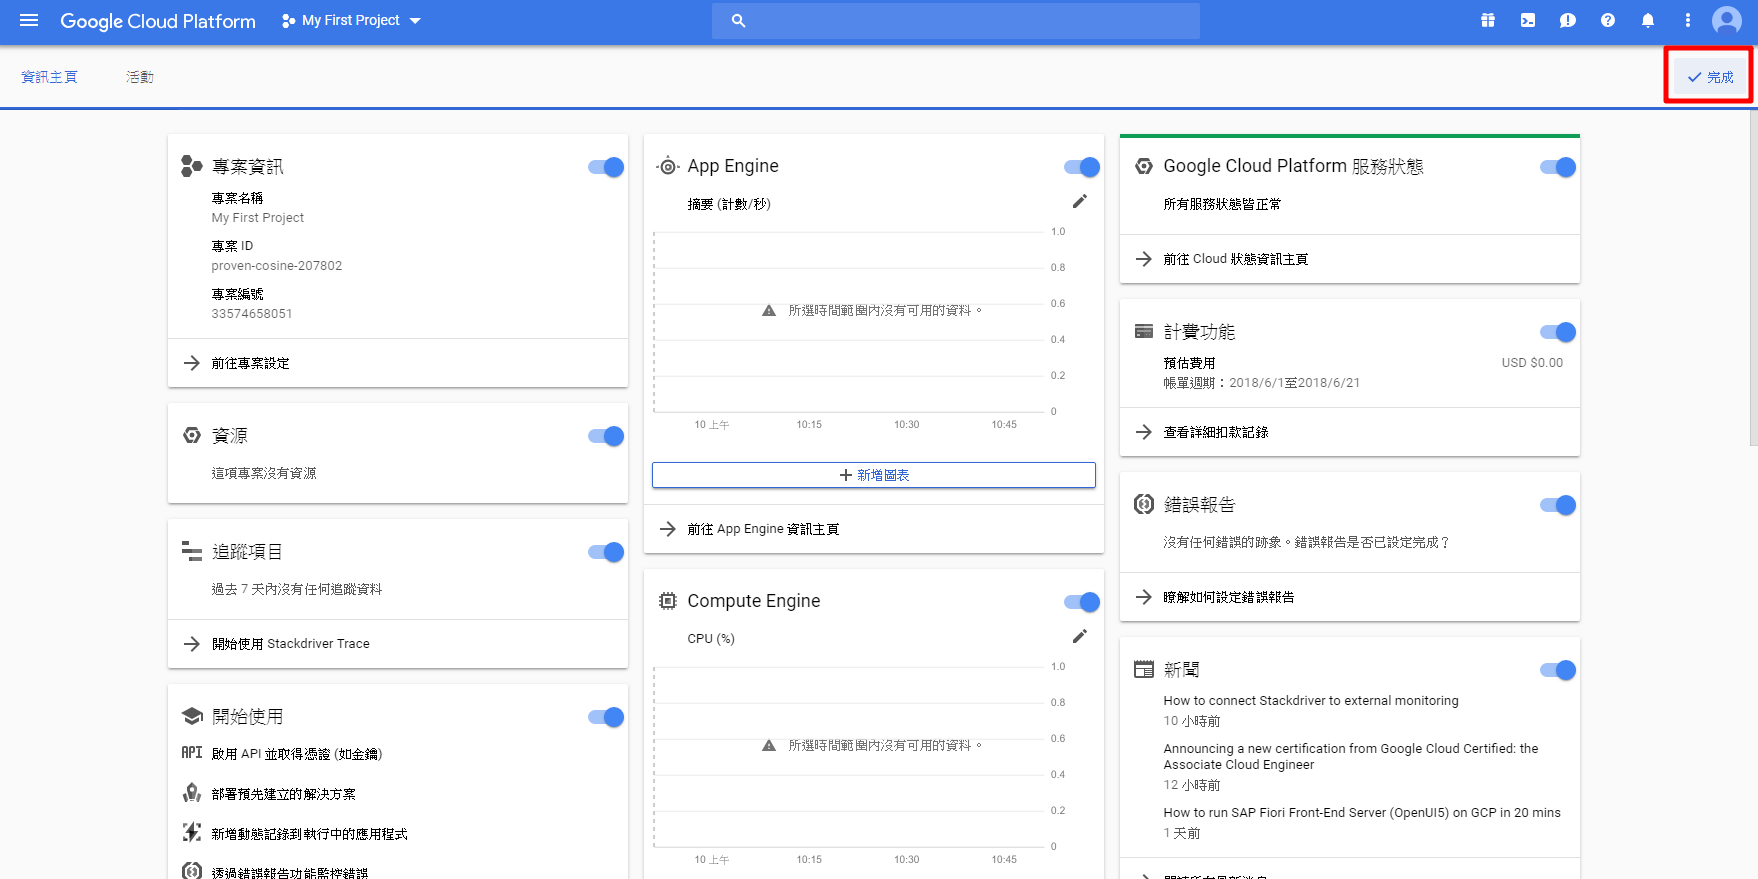 Google Cloud Platform
My First Project
資訊主頁
活動
完成
專案資訊
專案名稱
My First Project
專案 ID
proven-cosine-207802
專案編號
33574658051
前往專案設定
資源
這項專案沒有資源
追蹤項目
過去 7 天內沒有任何追蹤資料
開始使用 Stackdriver Trace
開始使用
API 啟用 API 並取得憑證 (如金鑰)
部署預先建立的解決方案
新增動態記錄到執行中的應用程式
透過錯誤報告功能監控錯誤
App Engine
摘要 (計數/秒)
1.0
0.8
0.6
所選時間範圍內沒有可用的資料。
0.4
0.2
0
10 上午
10:15
10:30
10:45
新增圖表
前往 App Engine 資訊主頁
Compute Engine
CPU (%)
1.0
0.8
0.6
所選時間範圍內沒有可用的資料。
0.4
0.2
0
10 上午
10:15
10:30
10:45
Google Cloud Platform 服務狀態
所有服務狀態皆正常
前往 Cloud 狀態資訊主頁
計費功能
預估費用
USD $0.00
帳單週期：2018/6/1至2018/6/21
查看詳細扣款記錄
錯誤報告
沒有任何錯誤的跡象。錯誤報告是否已設定完成？
瞭解如何設定錯誤報告
新聞
How to connect Stackdriver to external monitoring
10 小時前
Announcing a new certification from Google Cloud Certified: the
Associate Cloud Engineer
12 小時前
How to run SAP Fiori Front-End Server (OpenUI5) on GCP in 20 mins
1 天前